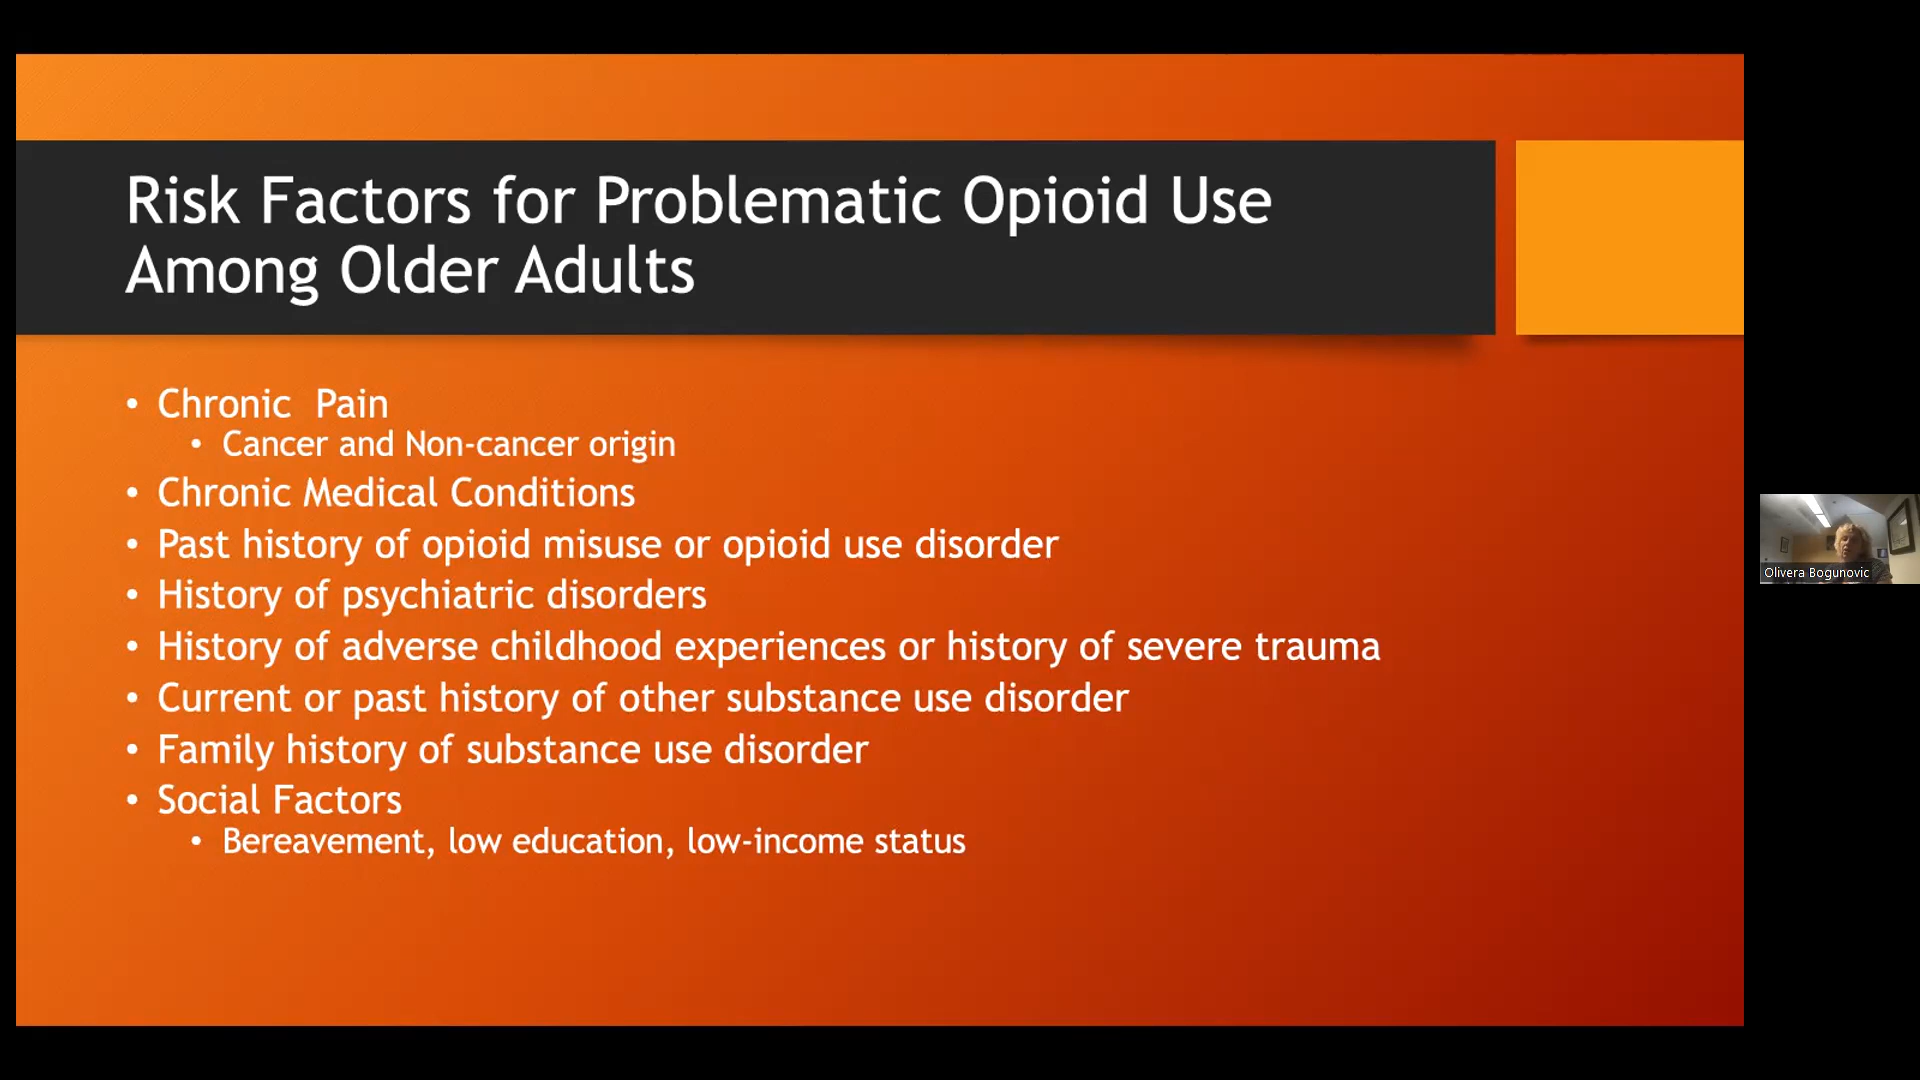 Risk Factors for Problematic Opioid Use
Among Older Adults
• Chronic  Pain
• Cancer and Non-cancer origin
• Chronic Medical Conditions
• Past history of opioid misuse or opioid use disorder
• History of psychiatric disorders
• History of adverse childhood experiences or history of severe trauma
• Current or past history of other substance use disorder
• Family history of substance use disorder
• Social Factors
• Bereavement, low education, low-income status
Olivera Bogunovic